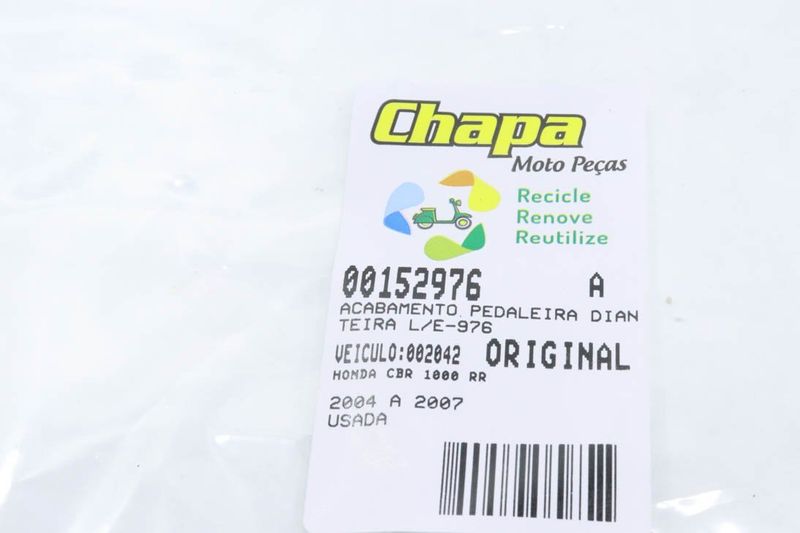 Chapa
Moto Peças
Recicle
Renove
Reutilize
00152976 A
ACABAMENTO PEDALEIRA DIAN
TEIRA L/E-976
VEICULO:002042 ORIGINAL
HONDA CBR 1000 RR
2004 A 2007
USADA